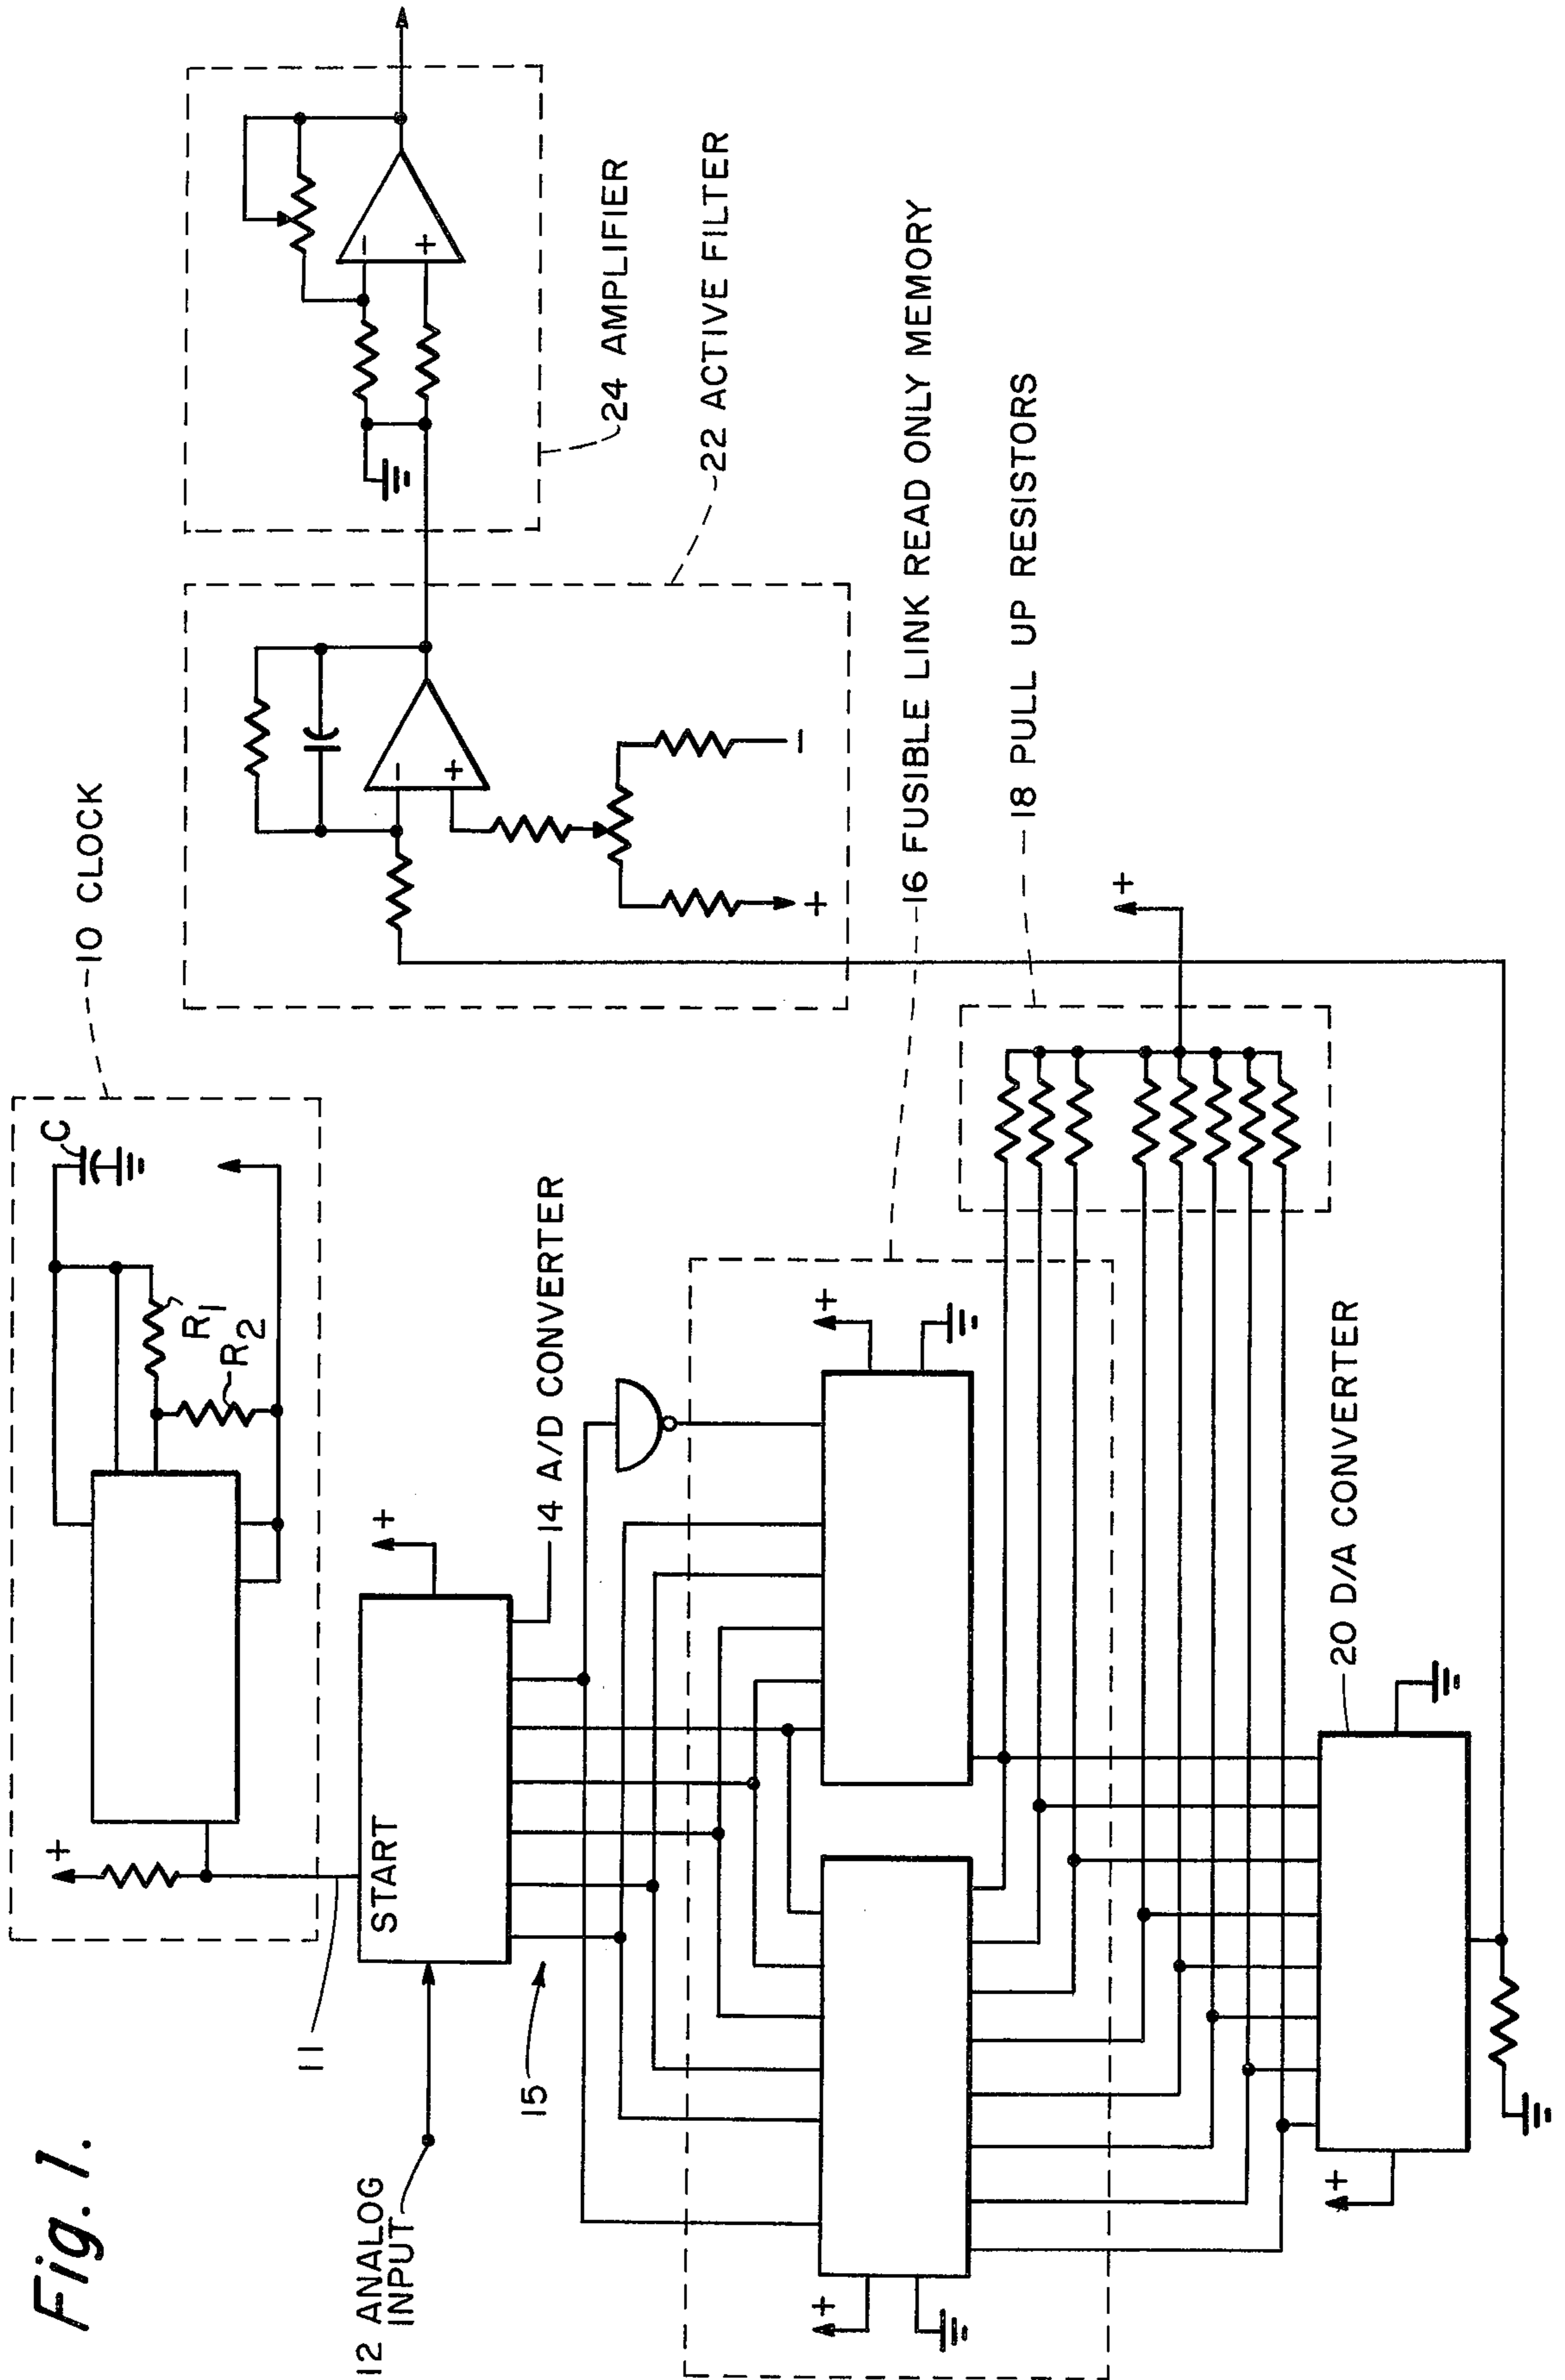 Fig. 1.
12 ANALOG
INPUT
11
15
START
+
10 CLOCK
C
R1
R2
+
14 A/D CONVERTER
+
+
+
16 FUSIBLE LINK READ ONLY MEMORY
18 PULL UP RESISTORS
+
20 D/A CONVERTER
+
22 ACTIVE FILTER
−
+
+
−
24 AMPLIFIER
−
+